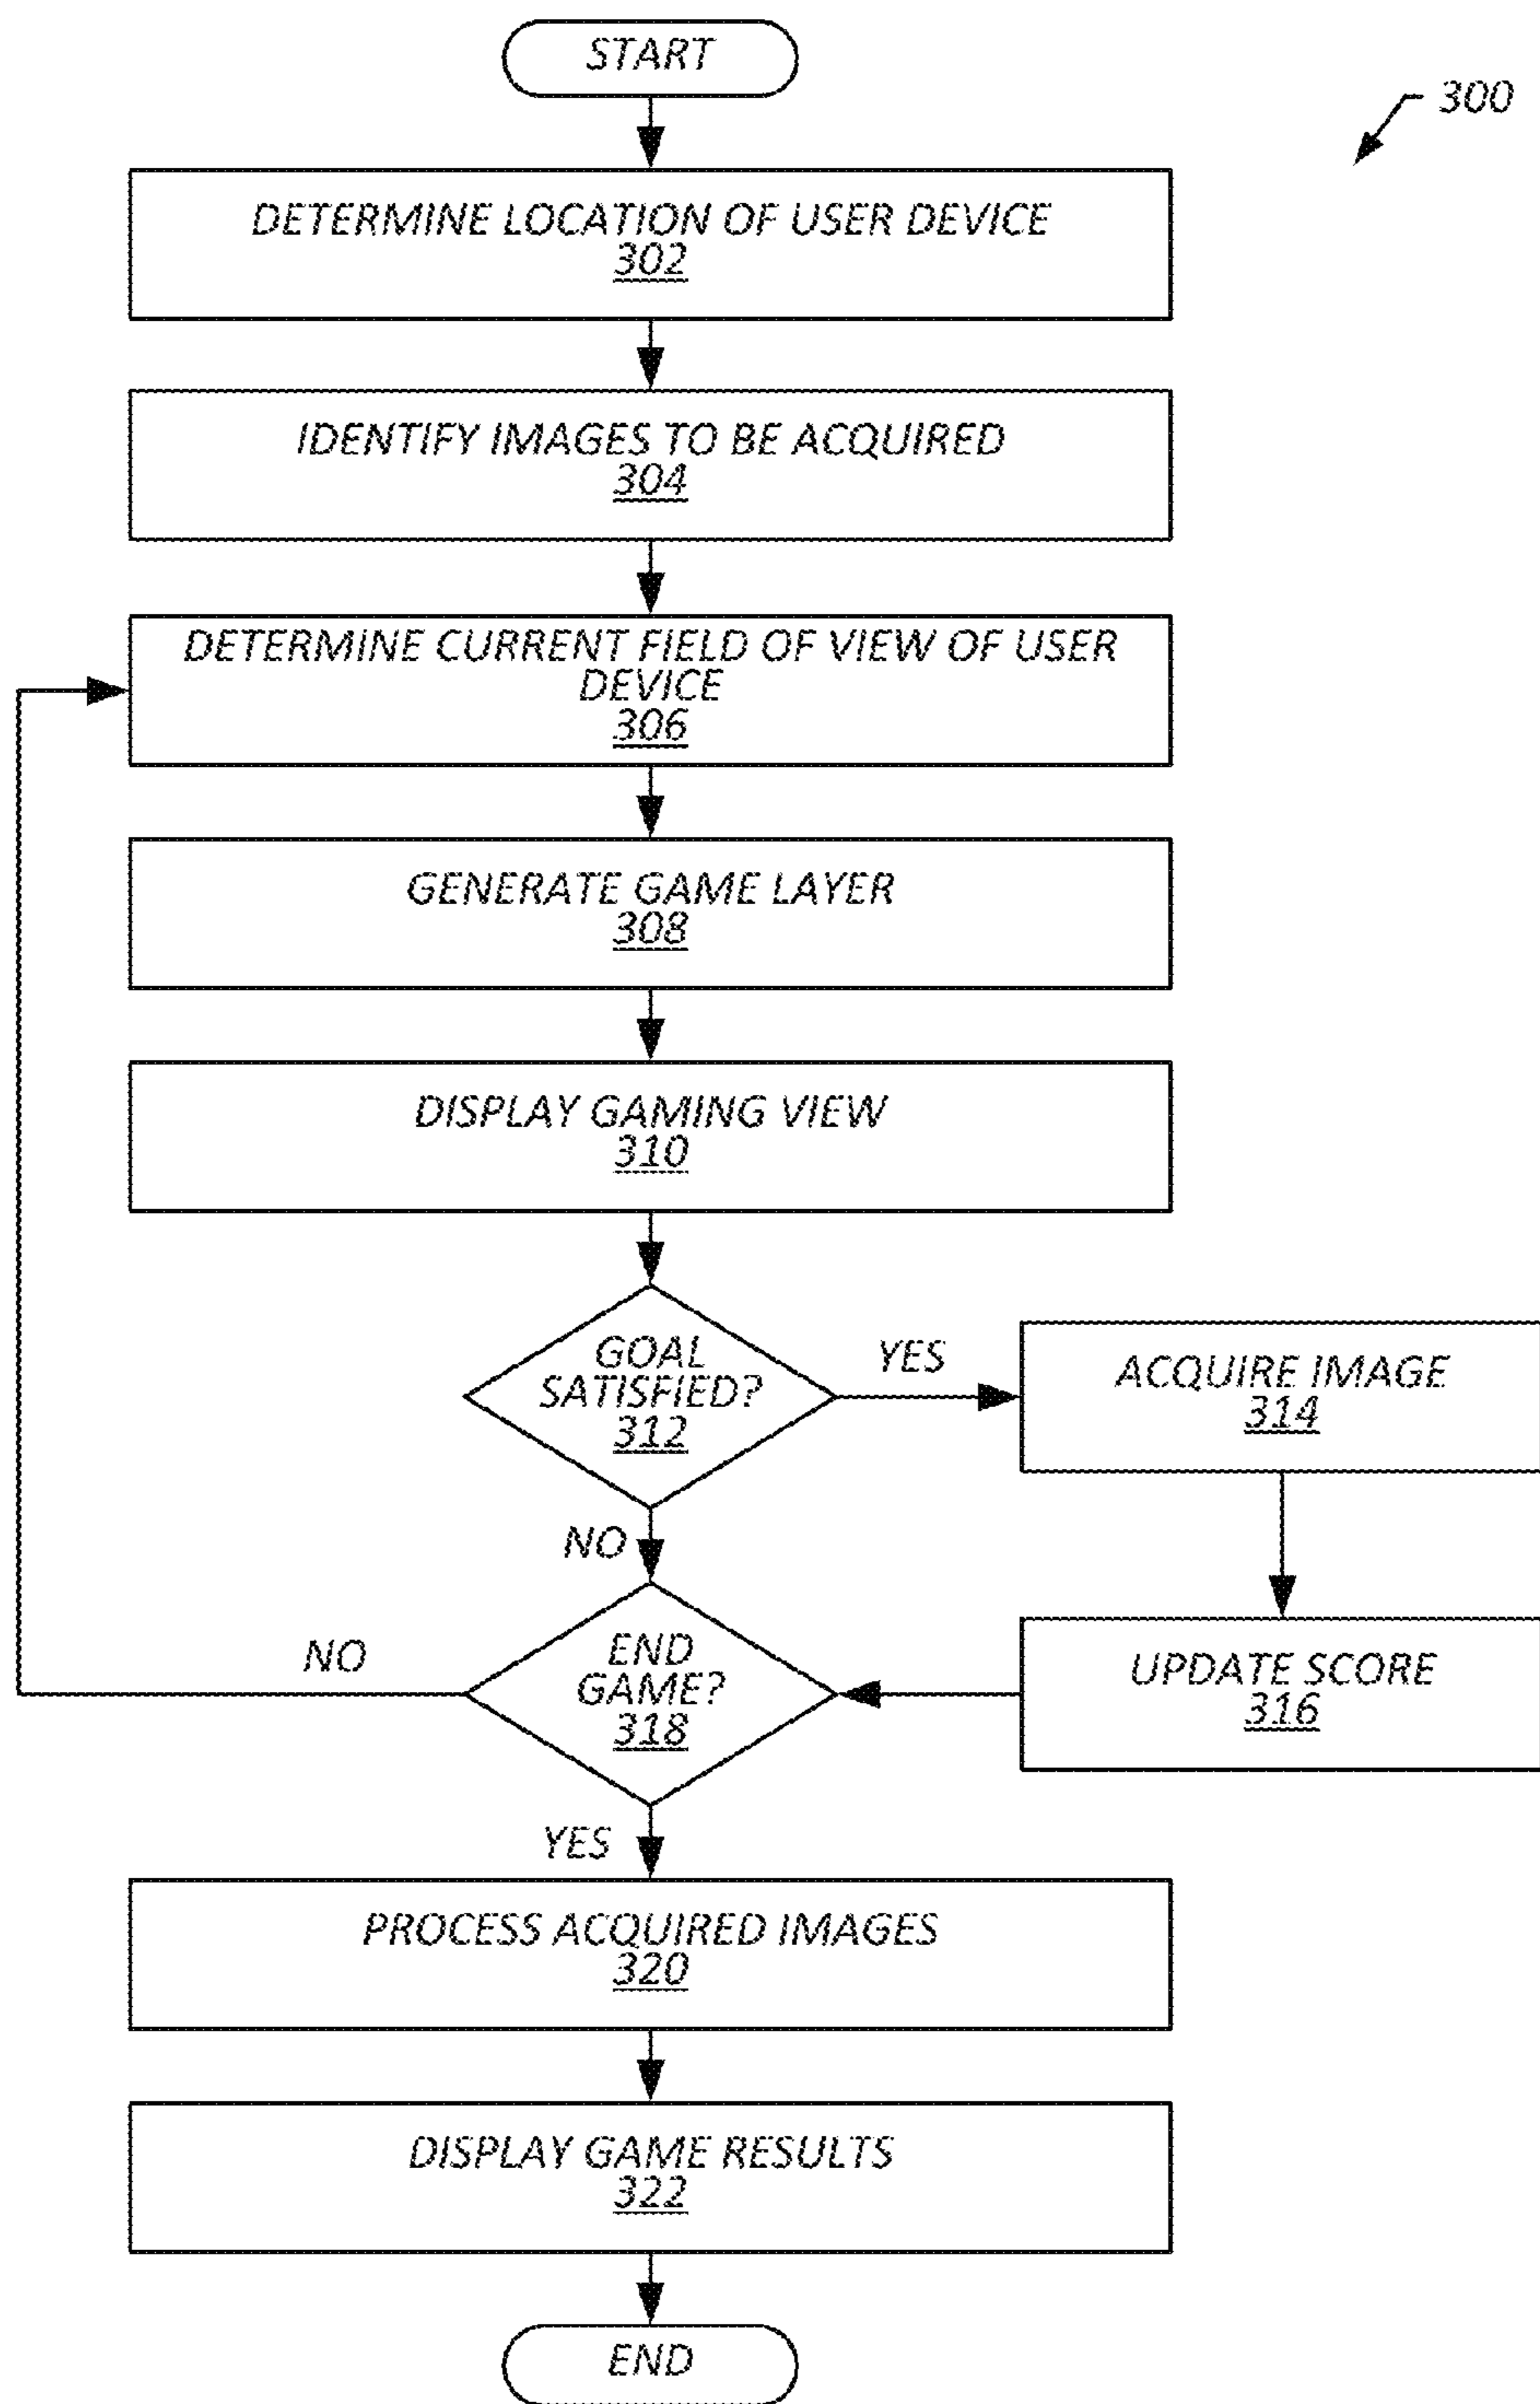 START
300
DETERMINE LOCATION OF USER DEVICE
302
IDENTIFY IMAGES TO BE ACQUIRED
304
DETERMINE CURRENT FIELD OF VIEW OF USER
DEVICE
306
GENERATE GAME LAYER
308
DISPLAY GAMING VIEW
310
GOAL
SATISFIED?
312
YES
ACQUIRE IMAGE
314
NO
END
GAME?
318
NO
UPDATE SCORE
316
YES
PROCESS ACQUIRED IMAGES
320
DISPLAY GAME RESULTS
322
END